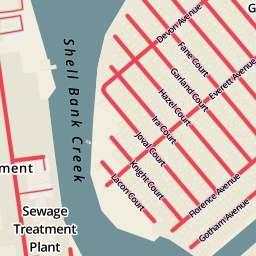 Devon Avenue
Fane Court
Garland Court
Everett Avenue
Hazel Court
Ira Court
Joval Court
Knight Court
Lacon Court
Florence Avenue
Gotham Avenue
Shell Bank Creek
ment
Sewage
Treatment
Plant
G